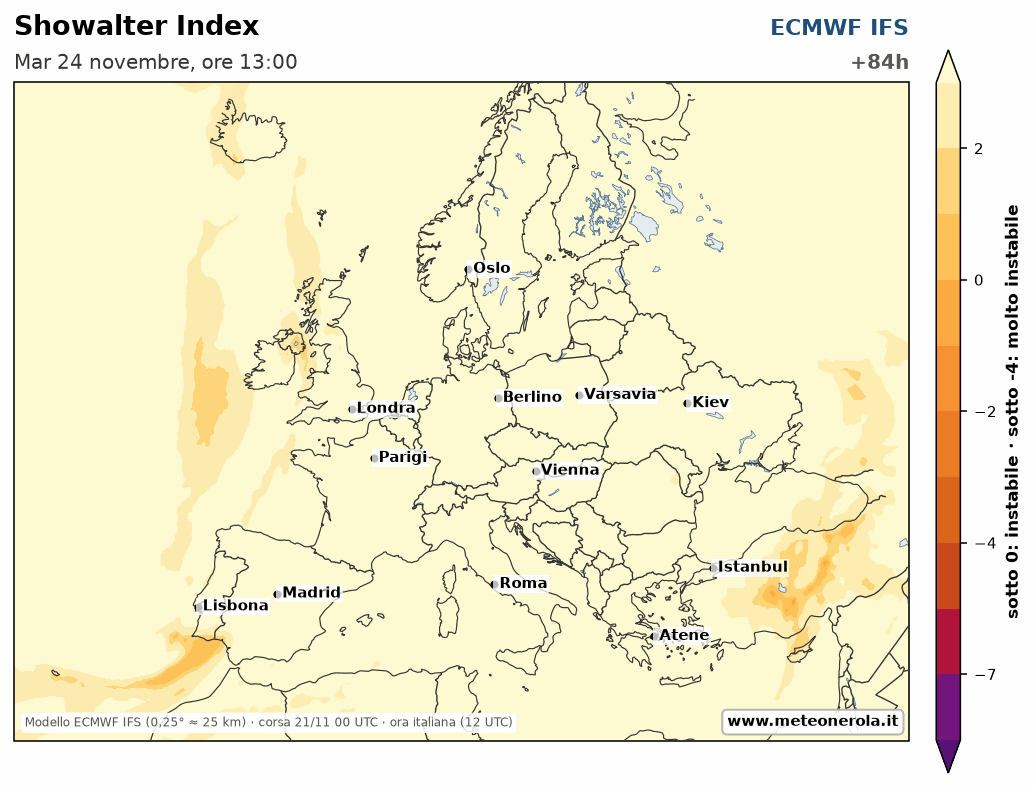 Showalter Index
ECMWF IFS
Mar 24 novembre, ore 13:00
+84h
Oslo
Londra
Berlino
Varsavia
Kiev
Parigi
Vienna
Istanbul
Roma
Madrid
Lisbona
Atene
Modello ECMWF IFS (0,25° ≈ 25 km) · corsa 21/11 00 UTC · ora italiana (12 UTC)
www.meteonerola.it
2
0
−2
−4
−7
sotto 0: instabile · sotto -4: molto instabile